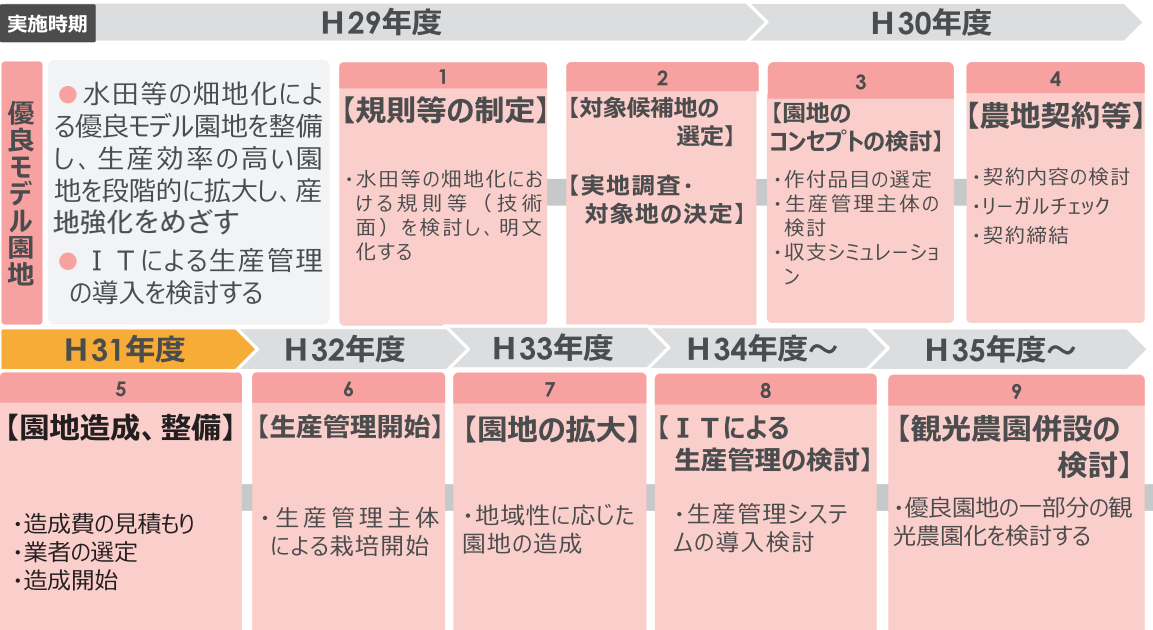 実施時期
H29年度
H30年度
優良モデル園地
● 水田等の畑地化によ
る優良モデル園地を整備
し、生産効率の高い園
地を段階的に拡大し、産
地強化をめざす
● ＩＴによる生産管理
の導入を検討する
1
【規則等の制定】
・水田等の畑地化にお
ける規則等（技術
面）を検討し、明文
化する
2
【対象候補地の
選定】
【実地調査・
対象地の決定】
3
【園地の
コンセプトの検討】
・作付品目の選定
・生産管理主体の
検討
・収支シミュレーショ
ン
4
【農地契約等】
・契約内容の検討
・リーガルチェック
・契約締結
H31年度
H32年度
H33年度
H34年度～
H35年度～
5
【園地造成、整備】
・造成費の見積もり
・業者の選定
・造成開始
6
【生産管理開始】
・生産管理主体
による栽培開始
7
【園地の拡大】
・地域性に応じた
園地の造成
8
【ＩＴによる
生産管理の検討】
・生産管理システ
ムの導入検討
9
【観光農園併設の
検討】
・優良園地の一部分の観
光農園化を検討する